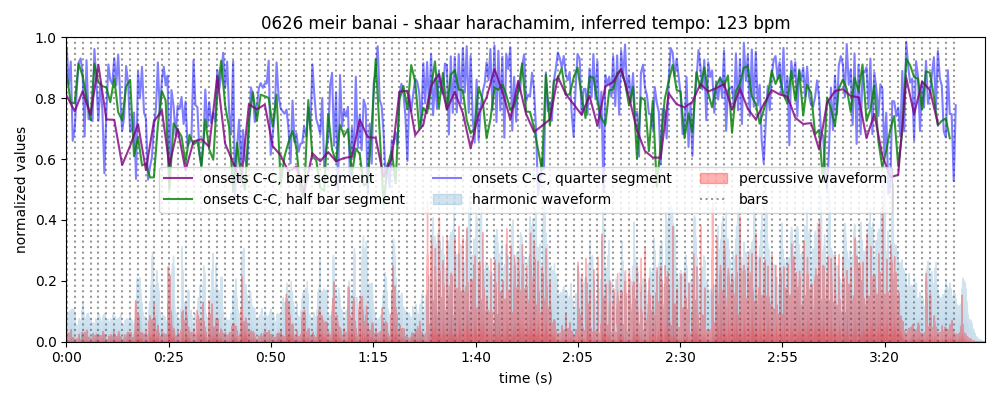 0626 meir banai - shaar harachamim, inferred tempo: 123 bpm
1.0
0.8
0.6
0.4
0.2
0.0
normalized values
onsets C-C, bar segment
onsets C-C, half bar segment
onsets C-C, quarter segment
harmonic waveform
percussive waveform
bars
0:00 0:25 0:50 1:15 1:40 2:05 2:30 2:55 3:20
time (s)